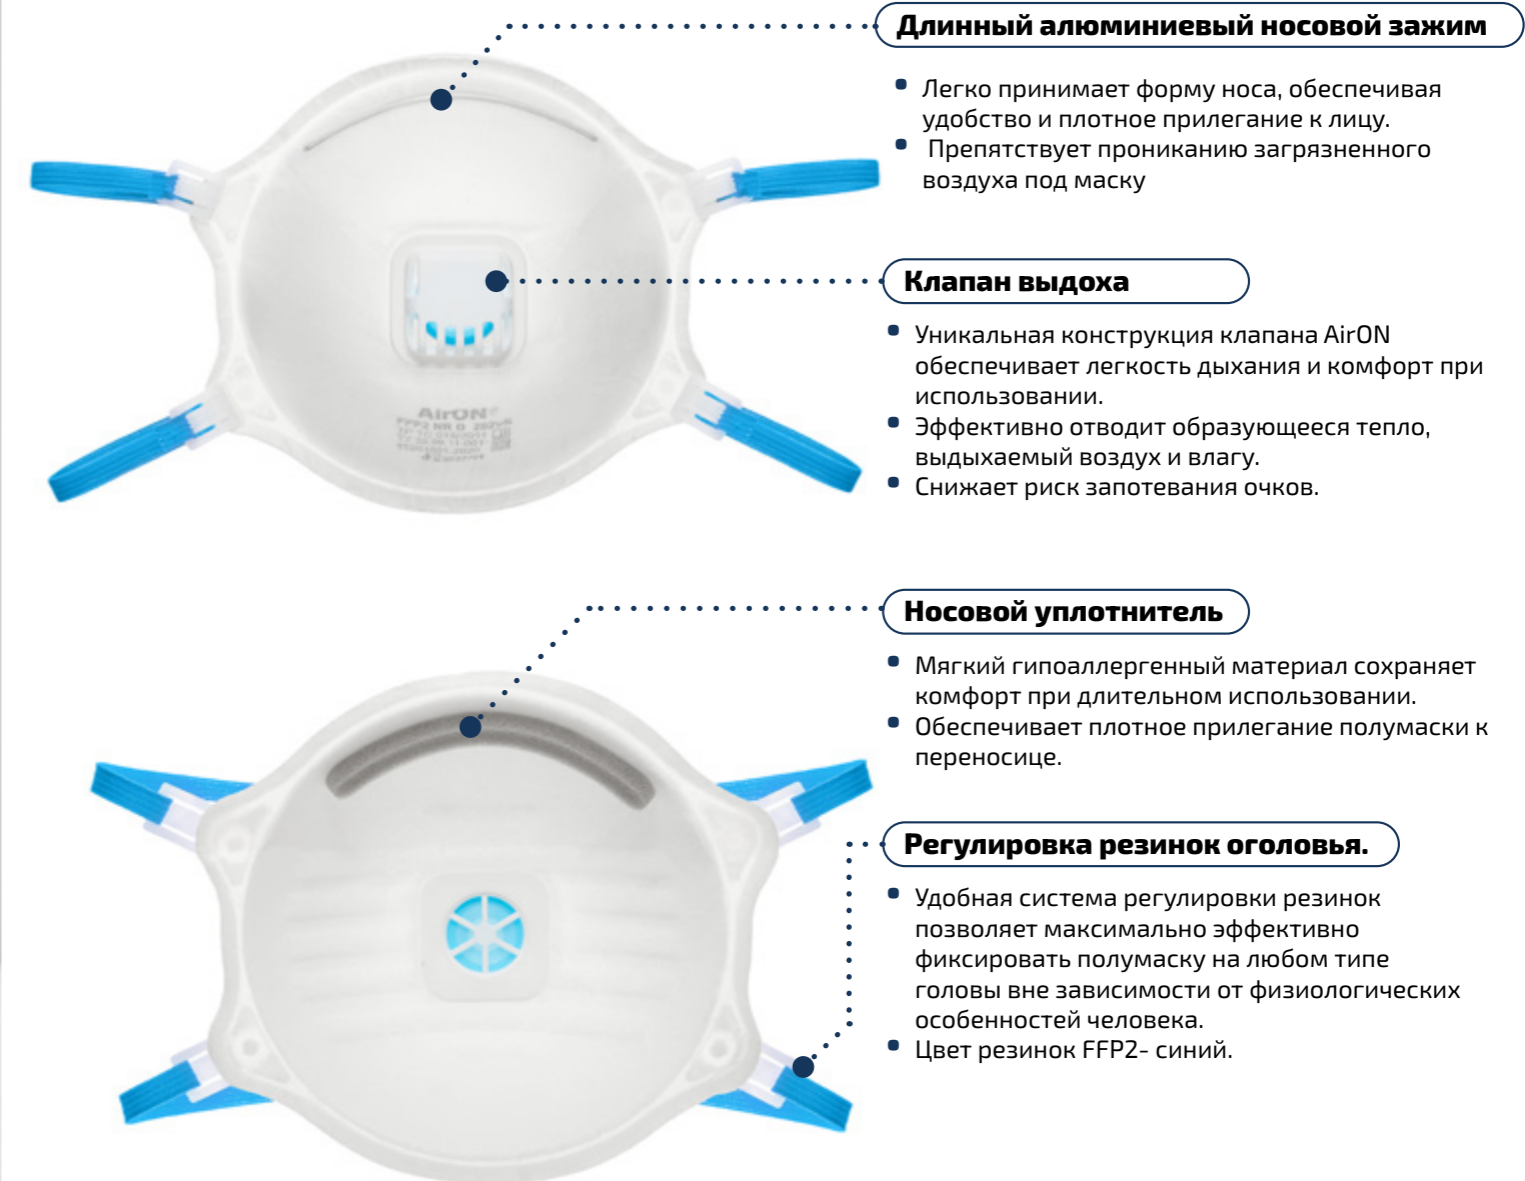 Длинный алюминиевый носовой зажим
Легко принимает форму носа, обеспечивая
удобство и плотное прилегание к лицу.
Препятствует прониканию загрязненного
воздуха под маску
Клапан выдоха
Уникальная конструкция клапана AirON
обеспечивает легкость дыхания и комфорт при
использовании.
Эффективно отводит образующееся тепло,
выдыхаемый воздух и влагу.
Снижает риск запотевания очков.
AirON®
FFP2 NR D
Носовой уплотнитель
Мягкий гипоаллергенный материал сохраняет
комфорт при длительном использовании.
Обеспечивает плотное прилегание полумаски к
переносице.
Регулировка резинок оголовья.
Удобная система регулировки резинок
позволяет максимально эффективно
фиксировать полумаску на любом типе
головы вне зависимости от физиологических
особенностей человека.
Цвет резинок FFP2- синий.